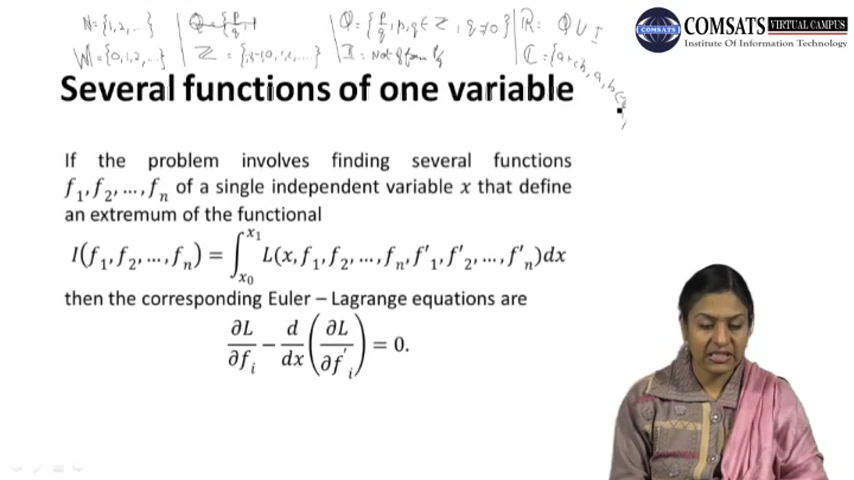 N = {1,2, ...}
W = {0,1,2, ...}
Q = {p/q, 1
Z = { ... }
Q = {p/q, p,q ∈ Z, q ≠ 0}
I = Not of form p/q
R = Q U I
C = {a+ib, a,b ∈
COMSATS VIRTUAL CAMPUS
Institute Of Information Technology
Several functions of one variable
If the problem involves finding several functions
f₁, f₂, ..., fₙ of a single independent variable x that define
an extremum of the functional
I(f₁, f₂, ..., fₙ) = ∫_{x₀}^{x₁} L(x, f₁, f₂, ..., fₙ, f'₁, f'₂, ..., f'ₙ)dx
then the corresponding Euler – Lagrange equations are
∂L/∂fᵢ − d/dx (∂L/∂f'ᵢ) = 0.